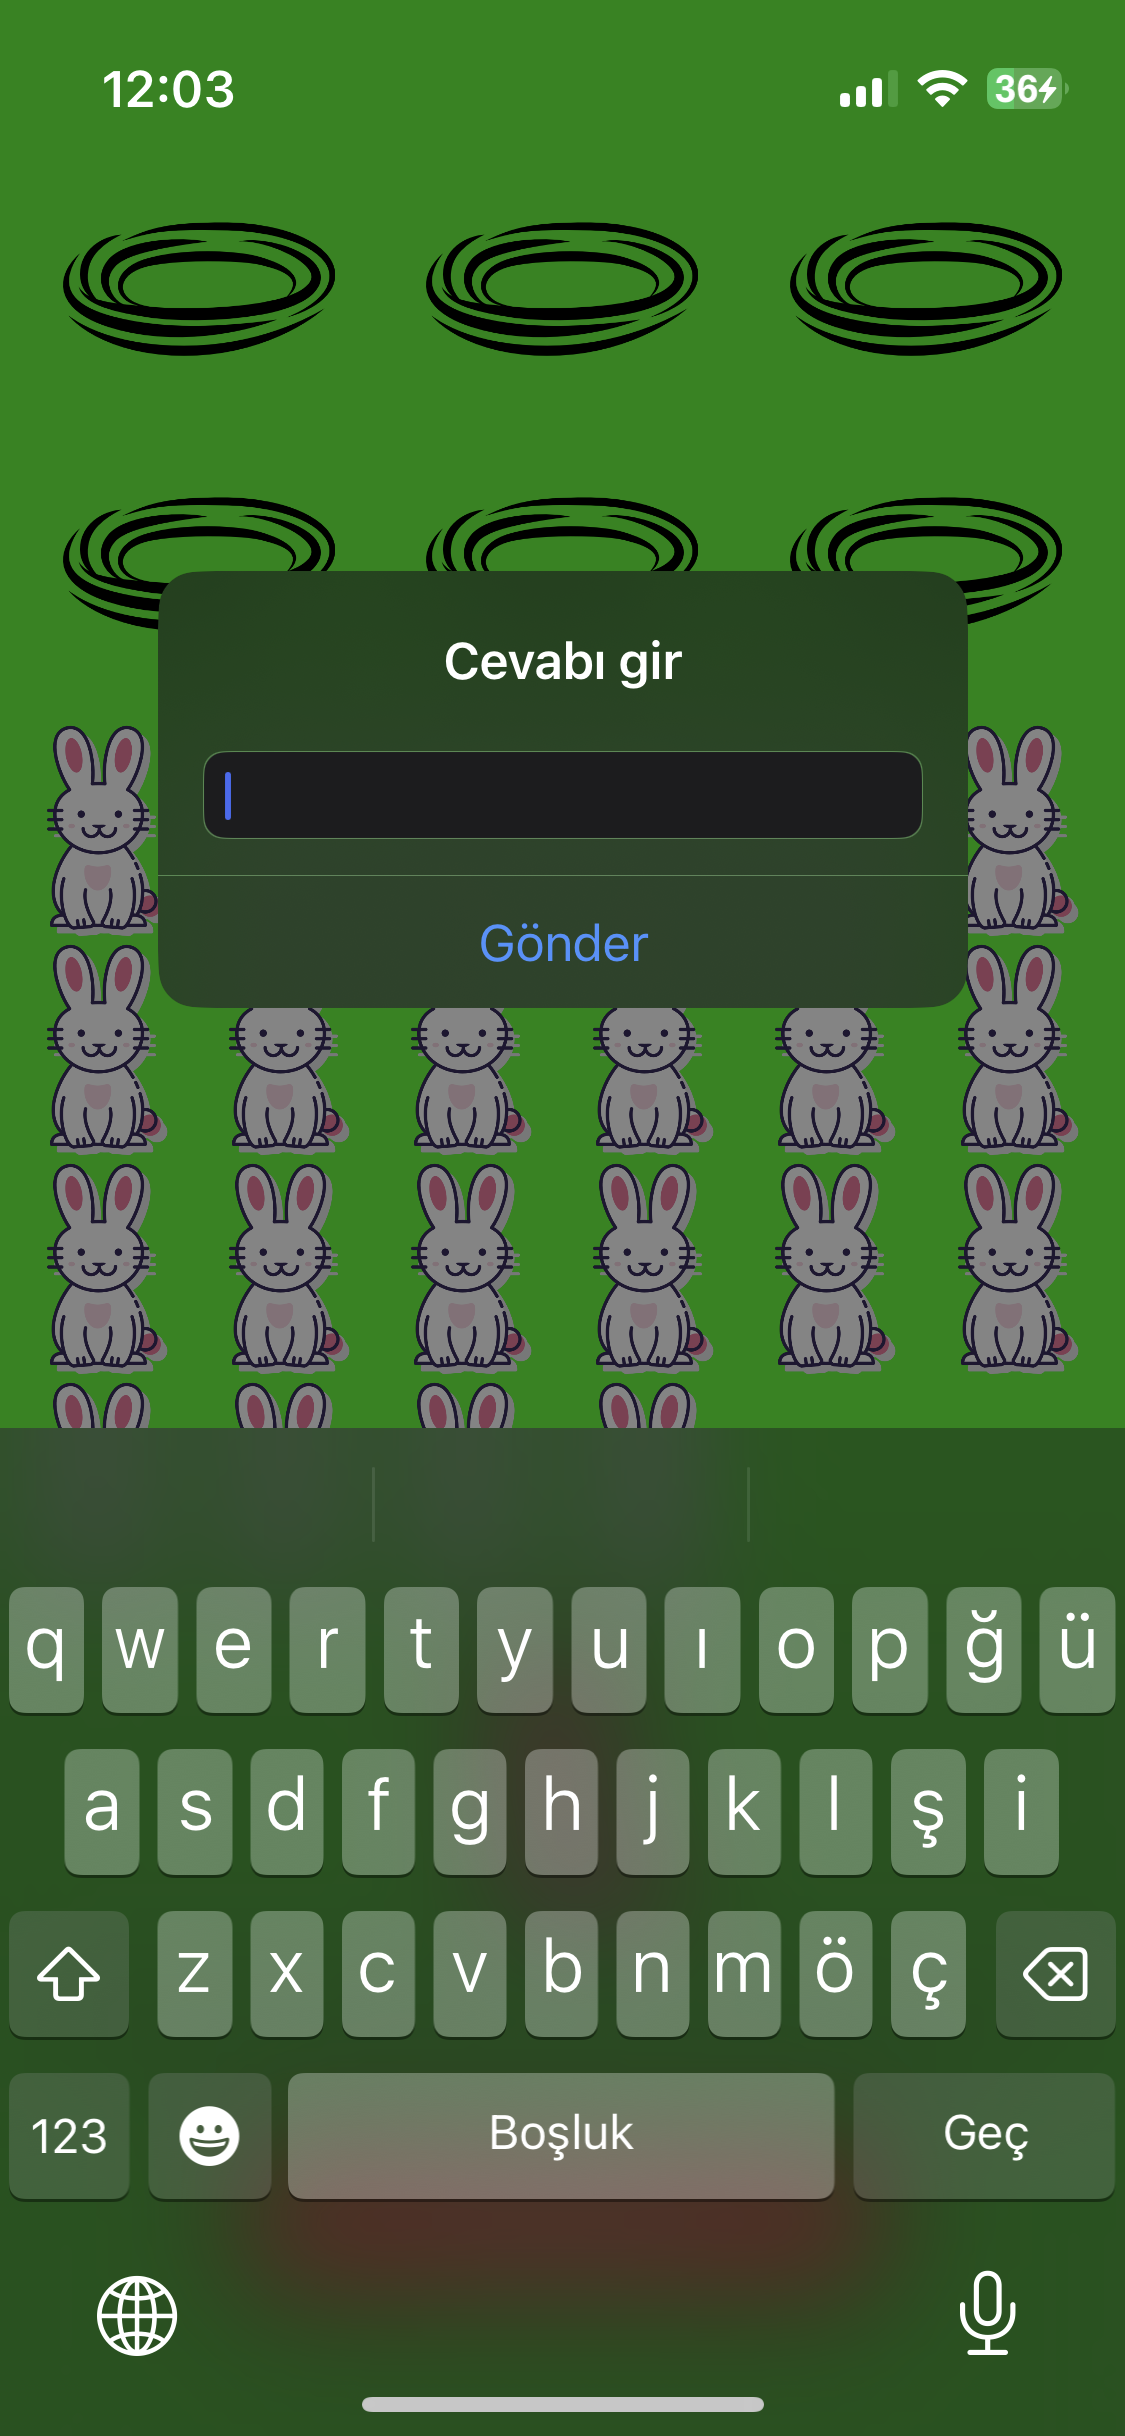 12:03
36
Cevabı gir
Gönder
q w e r t y u ı o p ğ ü
a s d f g h j k l ş i
z x c v b n m ö ç
123 Boşluk Geç